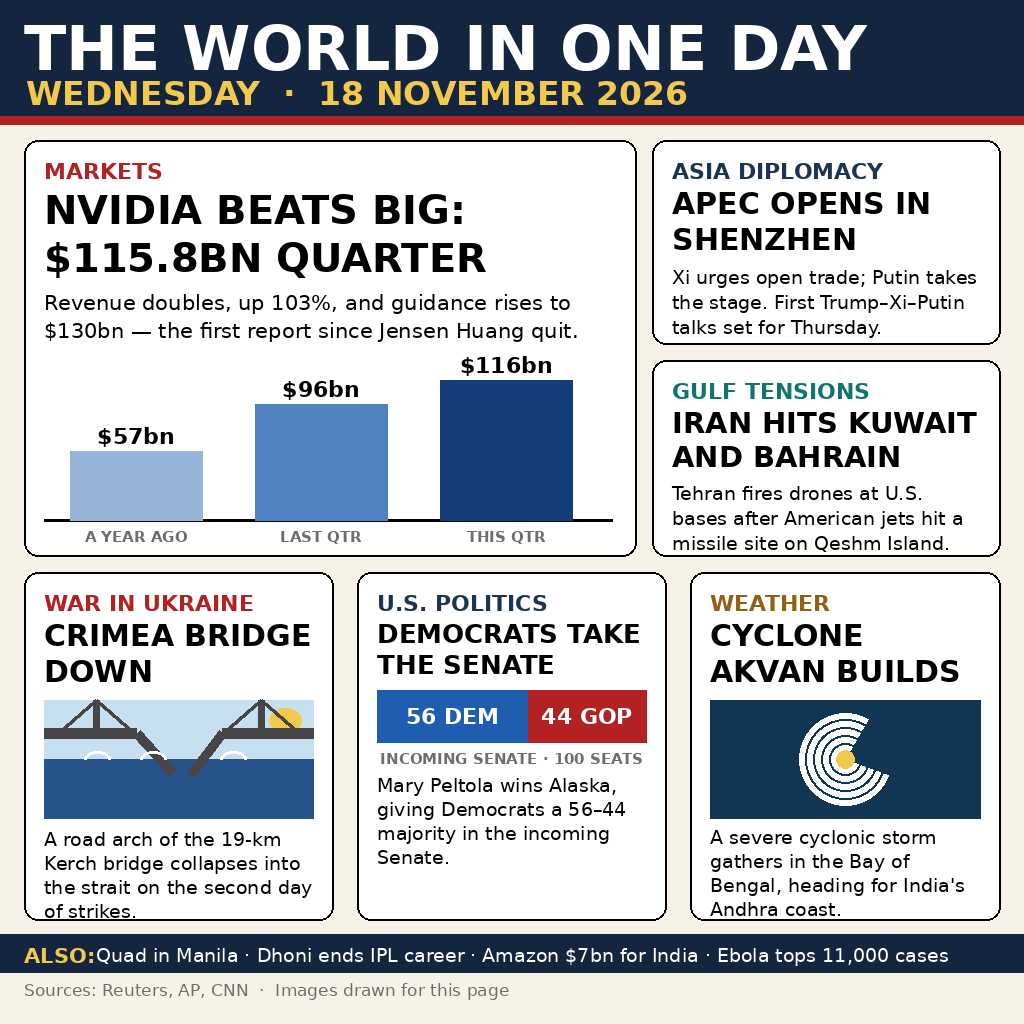 THE WORLD IN ONE DAY
WEDNESDAY · 18 NOVEMBER 2026
MARKETS
NVIDIA BEATS BIG:
$115.8BN QUARTER
Revenue doubles, up 103%, and guidance rises to
$130bn — the first report since Jensen Huang quit.
$57bn
$96bn
$116bn
A YEAR AGO
LAST QTR
THIS QTR
ASIA DIPLOMACY
APEC OPENS IN
SHENZHEN
Xi urges open trade; Putin takes
the stage. First Trump–Xi–Putin
talks set for Thursday.
GULF TENSIONS
IRAN HITS KUWAIT
AND BAHRAIN
Tehran fires drones at U.S.
bases after American jets hit a
missile site on Qeshm Island.
WAR IN UKRAINE
CRIMEA BRIDGE
DOWN
A road arch of the 19-km
Kerch bridge collapses into
the strait on the second day
of strikes.
U.S. POLITICS
DEMOCRATS TAKE
THE SENATE
56 DEM
44 GOP
INCOMING SENATE · 100 SEATS
Mary Peltola wins Alaska,
giving Democrats a 56–44
majority in the incoming
Senate.
WEATHER
CYCLONE
AKVAN BUILDS
A severe cyclonic storm
gathers in the Bay of
Bengal, heading for India's
Andhra coast.
ALSO:Quad in Manila · Dhoni ends IPL career · Amazon $7bn for India · Ebola tops 11,000 cases
Sources: Reuters, AP, CNN · Images drawn for this page